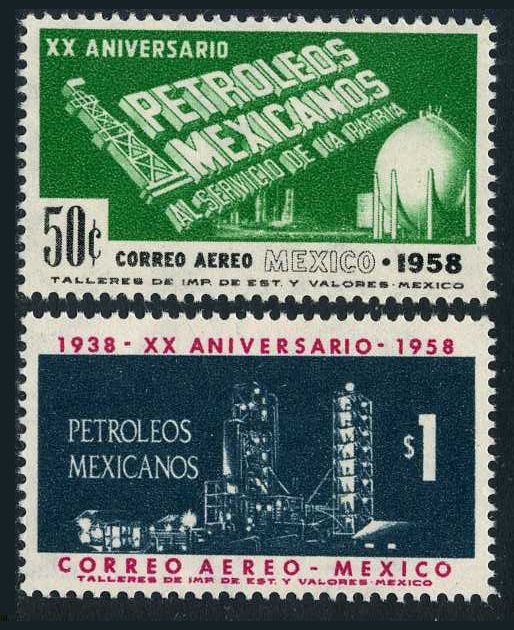 XX ANIVERSARIO
PETROLEOS
MEXICANOS
AL SERVICIO DE LA PATRIA
50¢
CORREO AEREO MEXICO · 1958
TALLERES DE IMP. DE EST. Y VALORES-MEXICO
1938 - XX ANIVERSARIO - 1958
PETROLEOS
MEXICANOS
$1
CORREO AEREO - MEXICO
TALLERES DE IMP. DE EST. Y VALORES-MEXICO